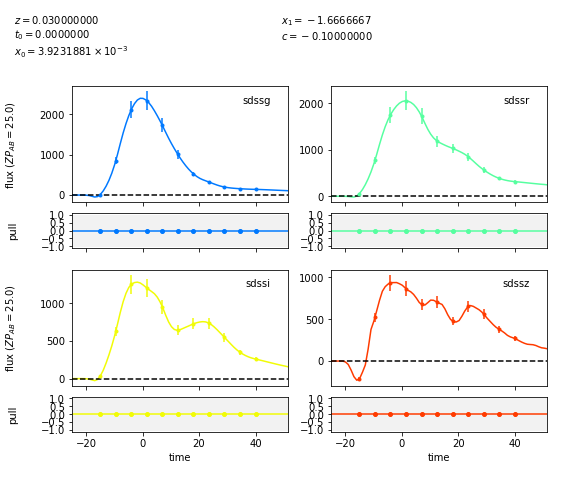 z = 0.030000000
t₀ = 0.0000000
x₀ = 3.9231881 × 10⁻³
x₁ = −1.6666667
c = −0.10000000
flux (ZP_AB = 25.0)
sdssg
2000
1000
0
sdssr
2000
1000
0
pull
1.0
0.5
0.0
−0.5
−1.0
1.0
0.5
0.0
−0.5
−1.0
flux (ZP_AB = 25.0)
sdssi
1000
500
0
sdssz
1000
500
0
pull
1.0
0.5
0.0
−0.5
−1.0
−20 0 20 40
time
1.0
0.5
0.0
−0.5
−1.0
−20 0 20 40
time